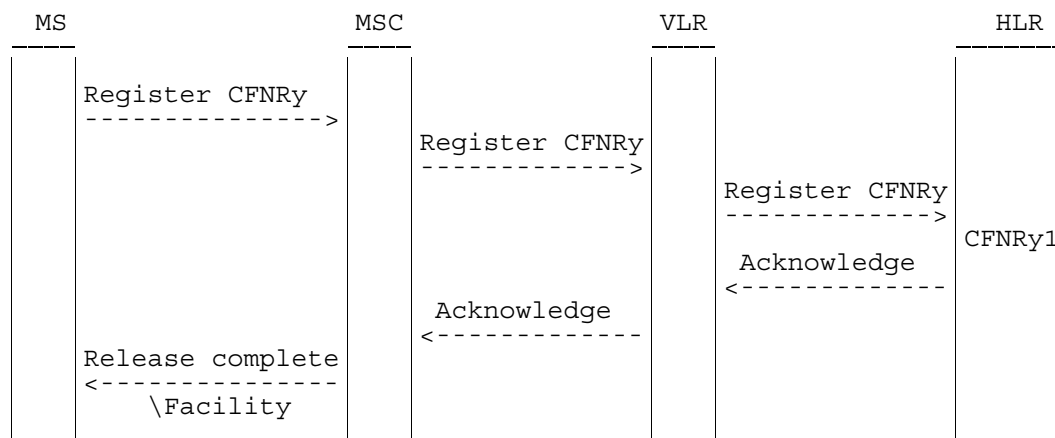 MS MSC VLR HLR
Register CFNRy
--------------->
Register CFNRy
------------->
Register CFNRy
------------->
CFNRy1
Acknowledge
<-------------
Acknowledge
<-------------
Release complete
<---------------
\Facility